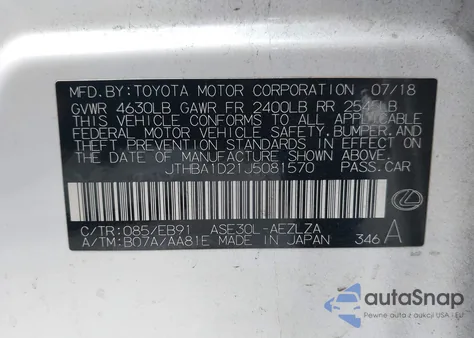 MFD. BY: TOYOTA MOTOR CORPORATION 07/18
GVWR 4630LB GAWR FR 2400LB RR 2545LB
THIS VEHICLE CONFORMS TO ALL APPLICABLE
FEDERAL MOTOR VEHICLE SAFETY, BUMPER, AND
THEFT PREVENTION STANDARDS IN EFFECT ON
THE DATE OF MANUFACTURE SHOWN ABOVE.
JTHBA1D21J5081570 PASS. CAR
C/TR: 085/EB91 ASE30L-AEZLZA
A/TM: B07A/AA81E MADE IN JAPAN 346 A
autoSnap
Pewne auta z aukcji USA i EU!